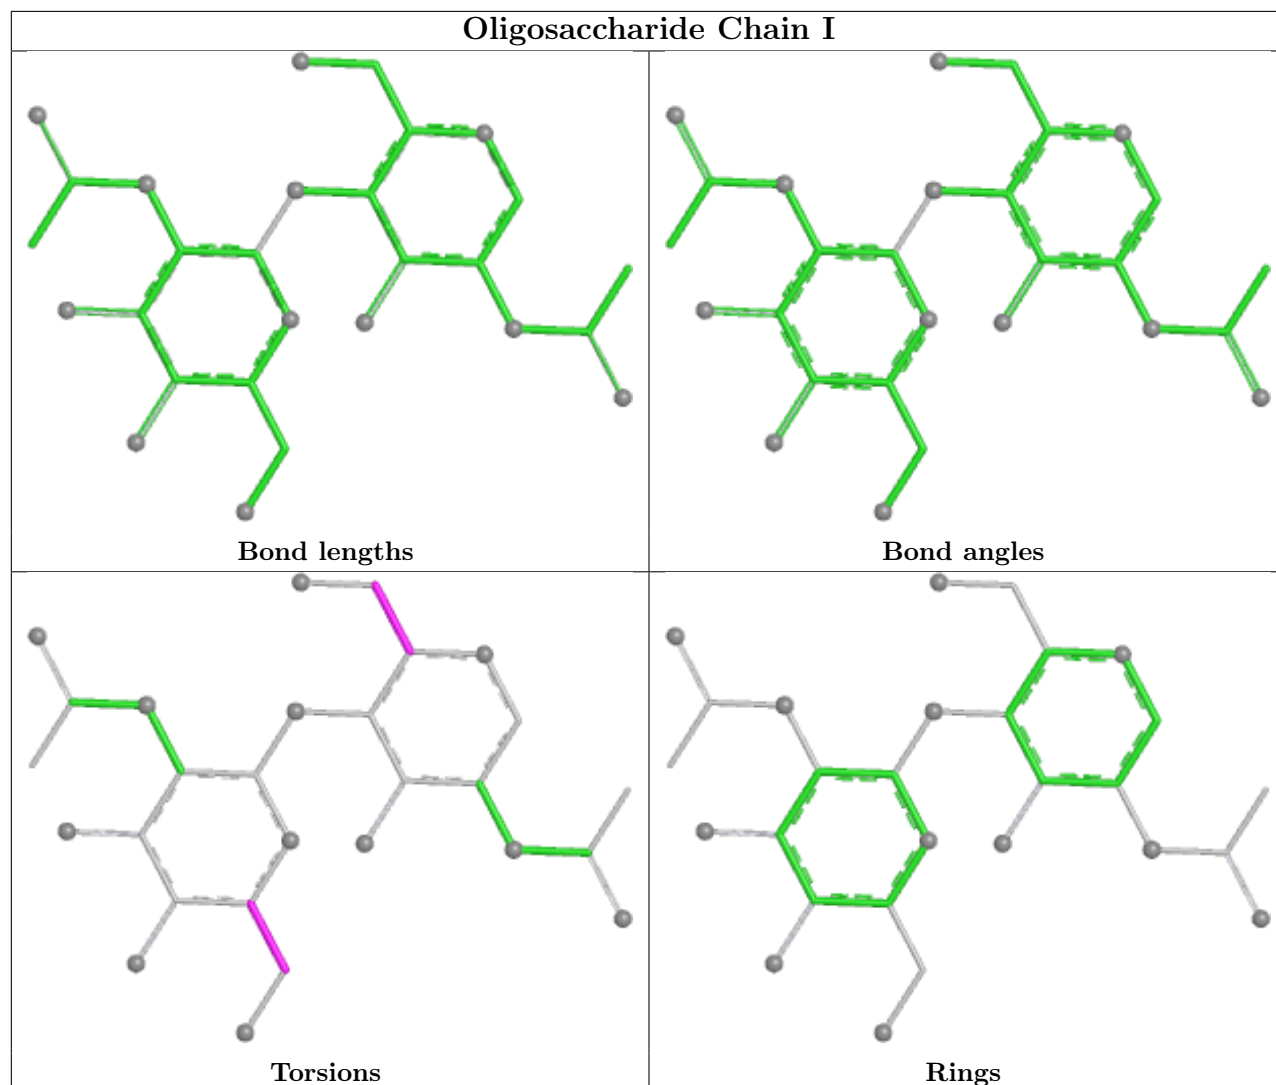 Oligosaccharide Chain I
Bond lengths
Bond angles
Torsions
Rings